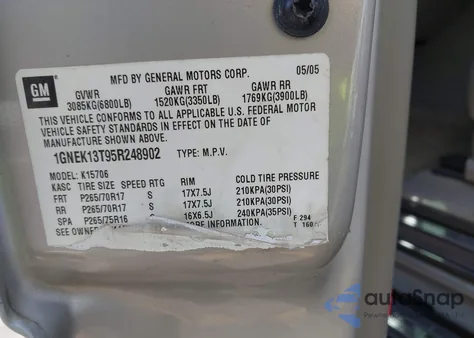 GM
MFD BY GENERAL MOTORS CORP. 05/05
GVWR GAWR FRT GAWR RR
3085KG(6800LB) 1520KG(3350LB) 1769KG(3900LB)
THIS VEHICLE CONFORMS TO ALL APPLICABLE U.S. FEDERAL MOTOR
VEHICLE SAFETY STANDARDS IN EFFECT ON THE DATE OF
MANUFACTURE SHOWN ABOVE.
1GNEK13T95R248902 TYPE: M.P.V.
MODEL: K15706
KASC TIRE SIZE SPEED RTG RIM COLD TIRE PRESSURE
FRT P265/70R17 S 17X7.5J 210KPA(30PSI)
RR P265/70R17 S 17X7.5J 210KPA(30PSI)
SPA P265/75R16 16X6.5J 240KPA(35PSI)
SEE OWNER MORE INFORMATION. F 294
T 160
autoSnap